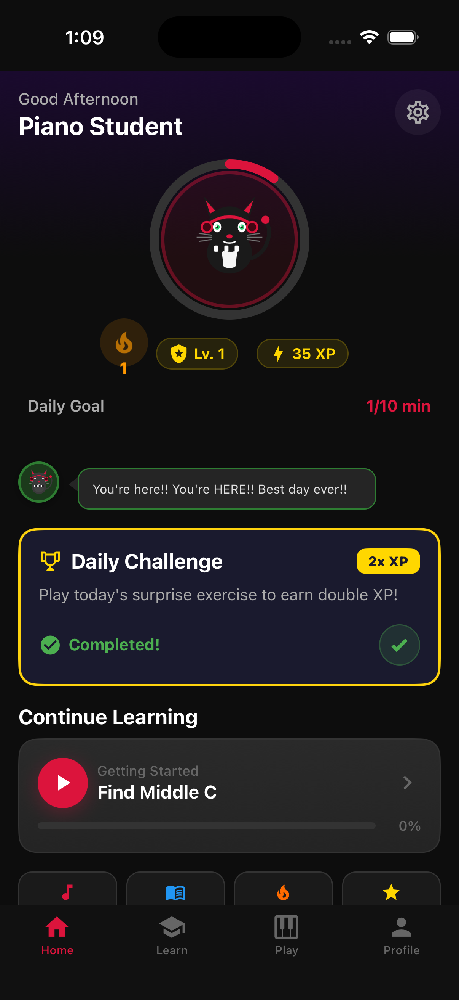 1:09
Good Afternoon
Piano Student
1
Lv. 1
35 XP
Daily Goal
1/10 min
You're here!! You're HERE!! Best day ever!!
Daily Challenge
2x XP
Play today's surprise exercise to earn double XP!
Completed!
Continue Learning
Getting Started
Find Middle C
0%
Home
Learn
Play
Profile